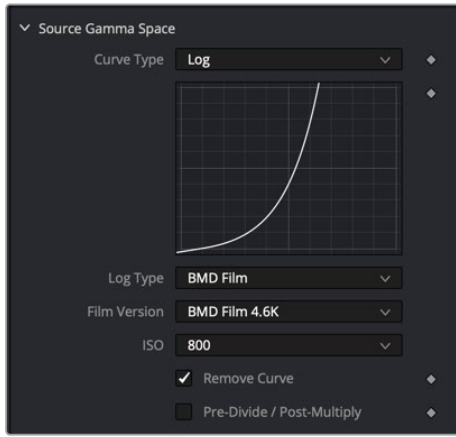 Source Gamma Space
Curve Type Log
Log Type BMD Film
Film Version BMD Film 4.6K
ISO 800
Remove Curve
Pre-Divide / Post-Multiply